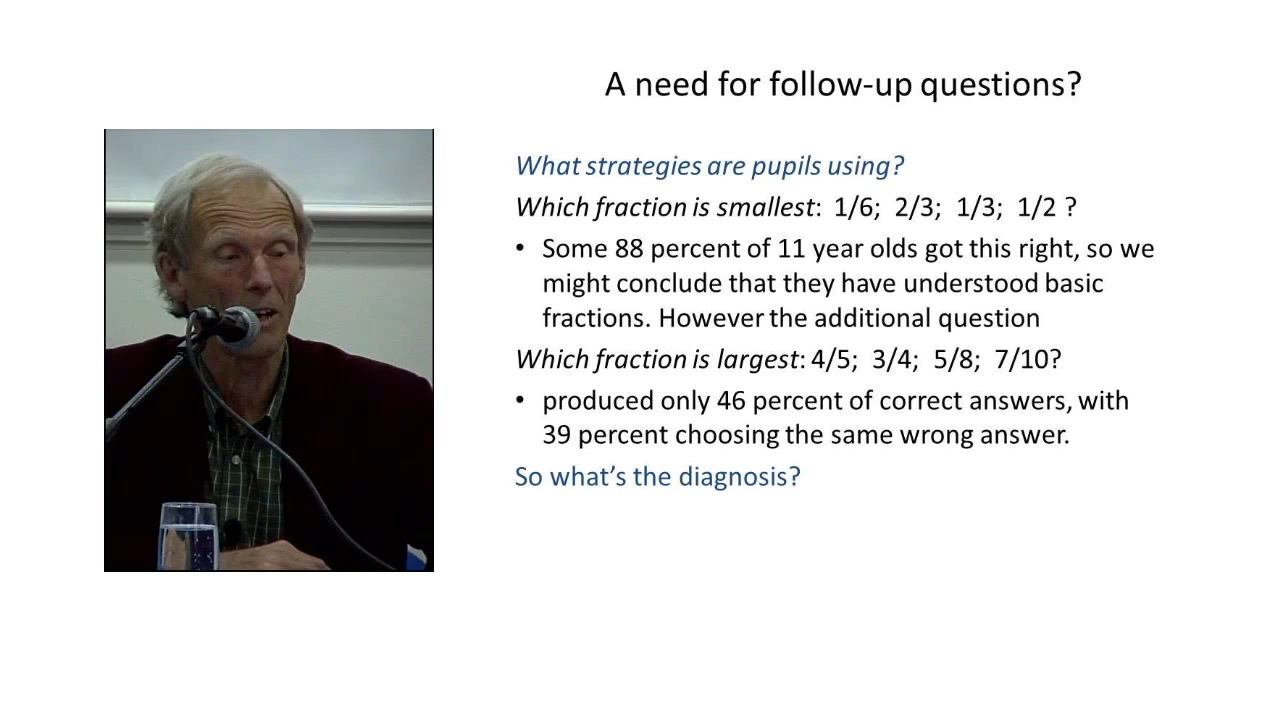 A need for follow-up questions?
What strategies are pupils using?
Which fraction is smallest:  1/6;  2/3;  1/3;  1/2 ?
• Some 88 percent of 11 year olds got this right, so we
might conclude that they have understood basic
fractions. However the additional question
Which fraction is largest: 4/5;  3/4;  5/8;  7/10?
• produced only 46 percent of correct answers, with
39 percent choosing the same wrong answer.
So what’s the diagnosis?